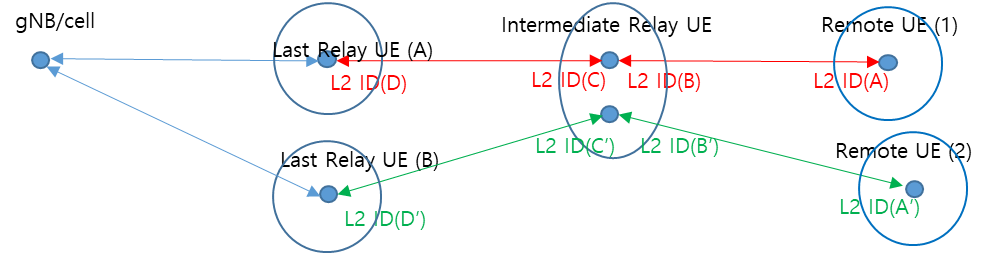 gNB/cell
Last Relay UE (A)
Intermediate Relay UE
Remote UE (1)
L2 ID(D)
L2 ID(C)
L2 ID(B)
L2 ID(A)
Last Relay UE (B)
L2 ID(C’)
L2 ID(B’)
Remote UE (2)
L2 ID(D’)
L2 ID(A’)